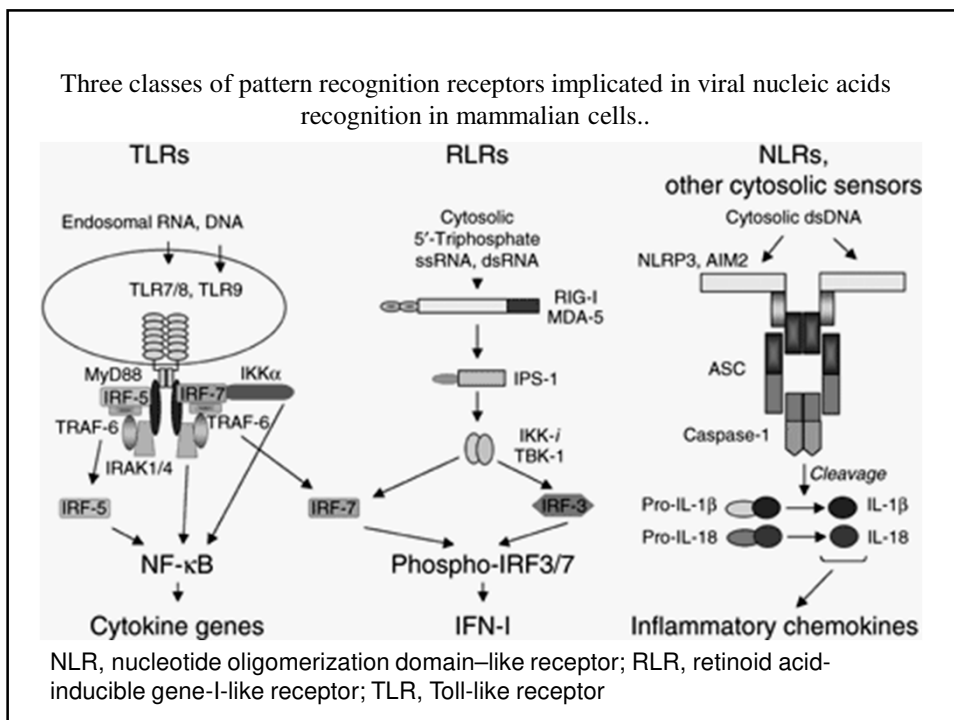 Three classes of pattern recognition receptors implicated in viral nucleic acids
recognition in mammalian cells..
TLRs
Endosomal RNA, DNA
TLR7/8, TLR9
MyD88
IKKα
IRF-5
IRF-7
TRAF-6
TRAF-6
IRAK1/4
IRF-5
NF-κB
Cytokine genes
RLRs
Cytosolic
5′-Triphosphate
ssRNA, dsRNA
RIG-I
MDA-5
IPS-1
IKK-i
TBK-1
IRF-7
IRF-3
Phospho-IRF3/7
IFN-I
NLRs,
other cytosolic sensors
Cytosolic dsDNA
NLRP3, AIM2
ASC
Caspase-1
Cleavage
Pro-IL-1β
IL-1β
Pro-IL-18
IL-18
Inflammatory chemokines
NLR, nucleotide oligomerization domain–like receptor; RLR, retinoid acid-
inducible gene-I-like receptor; TLR, Toll-like receptor